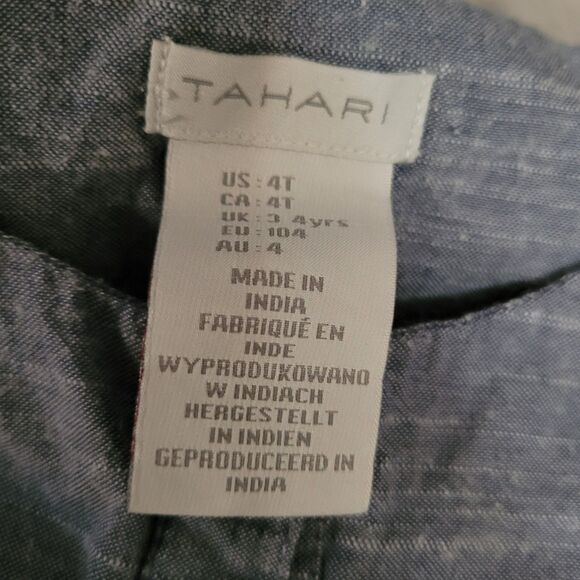 TAHARI
US : 4T
CA : 4T
UK : 3 4yrs
EU : 104
AU : 4
MADE IN
INDIA
FABRIQUÉ EN
INDE
WYPRODUKOWANO
W INDIACH
HERGESTELLT
IN INDIEN
GEPRODUCEERD IN
INDIA